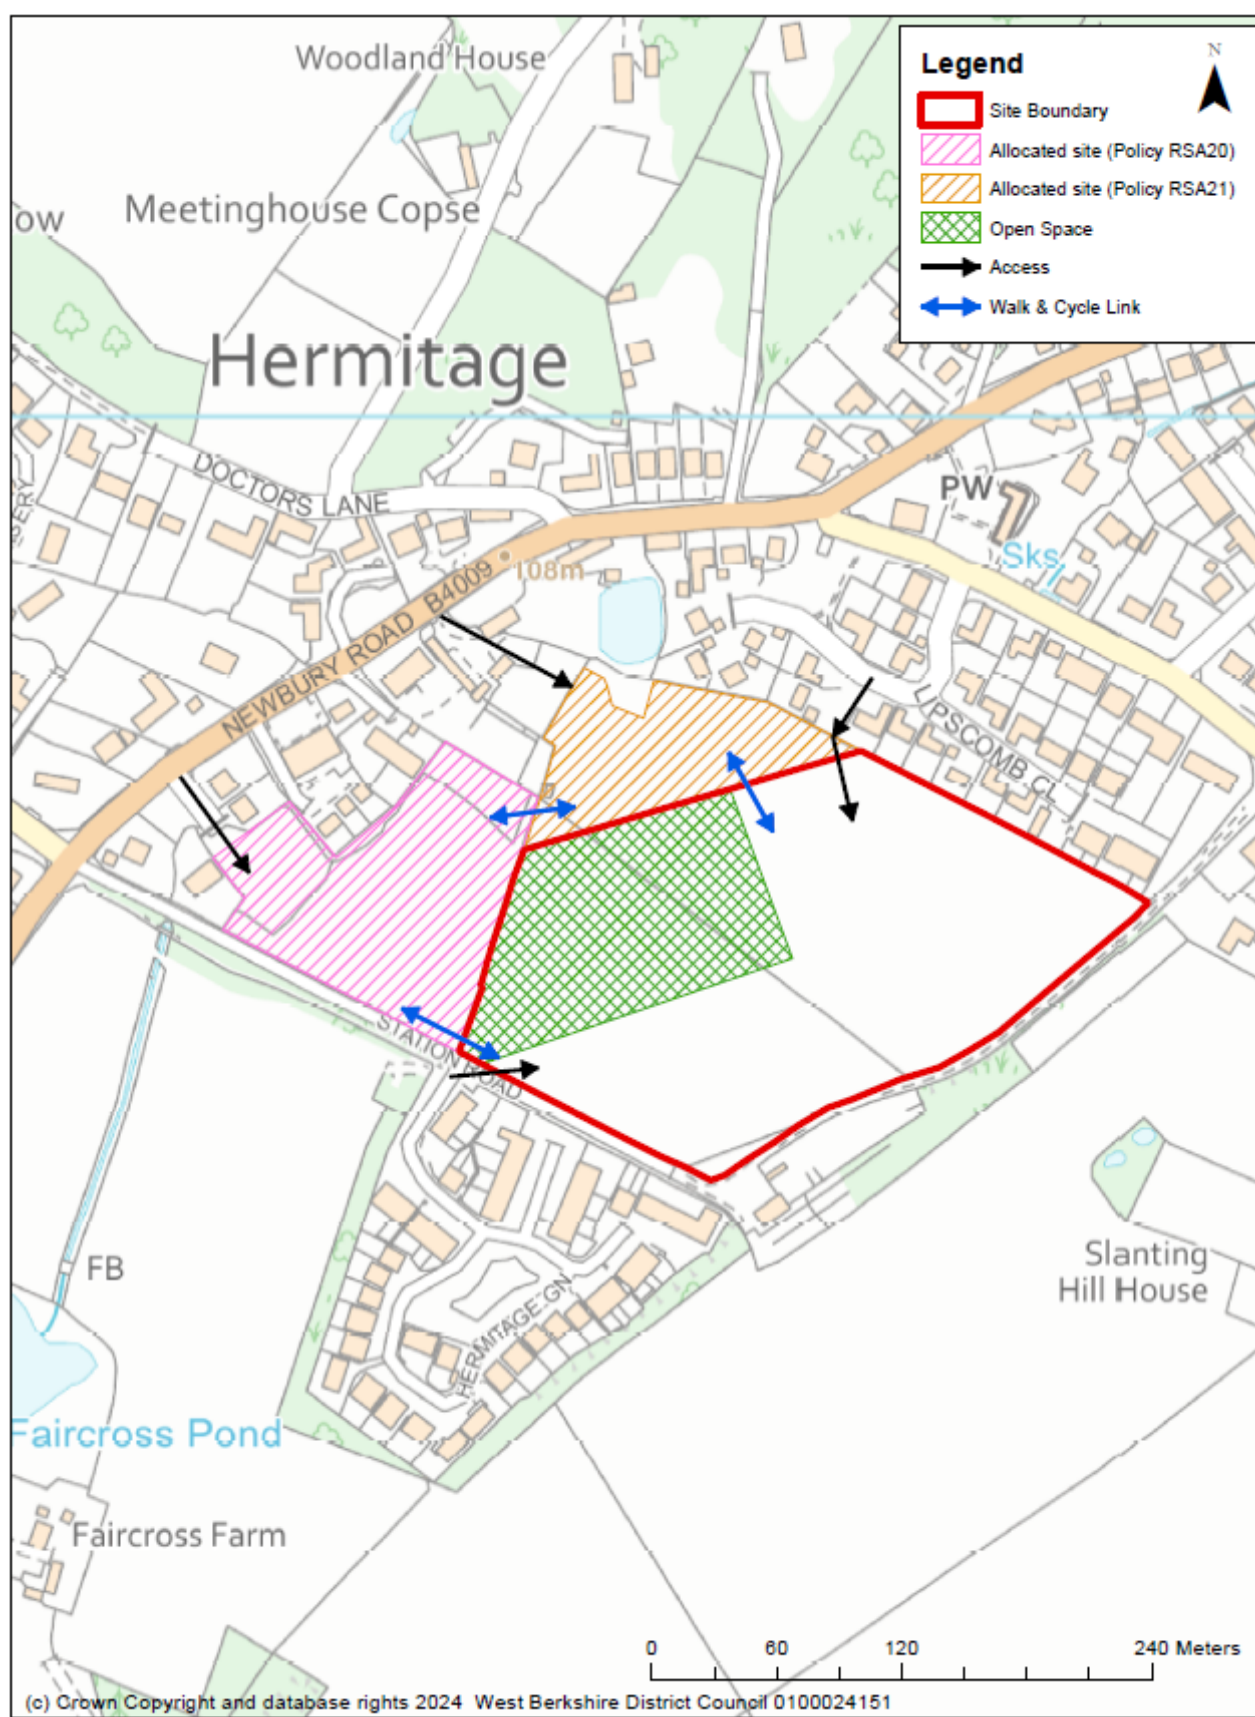 Woodland House
Legend
N
Site Boundary
Allocated site (Policy RSA20)
Allocated site (Policy RSA21)
Open Space
Access
Walk & Cycle Link
ow
Meetinghouse Copse
Hermitage
DOCTORS LANE
PW
Sks
108m
NEWBURY ROAD B4009
LIPSCOMB CL
STATION ROAD
FB
HERMITAGE GN
Slanting
Hill House
Faircross Pond
Faircross Farm
0 60 120 240 Meters
(c) Crown Copyright and database rights 2024 West Berkshire District Council 0100024151